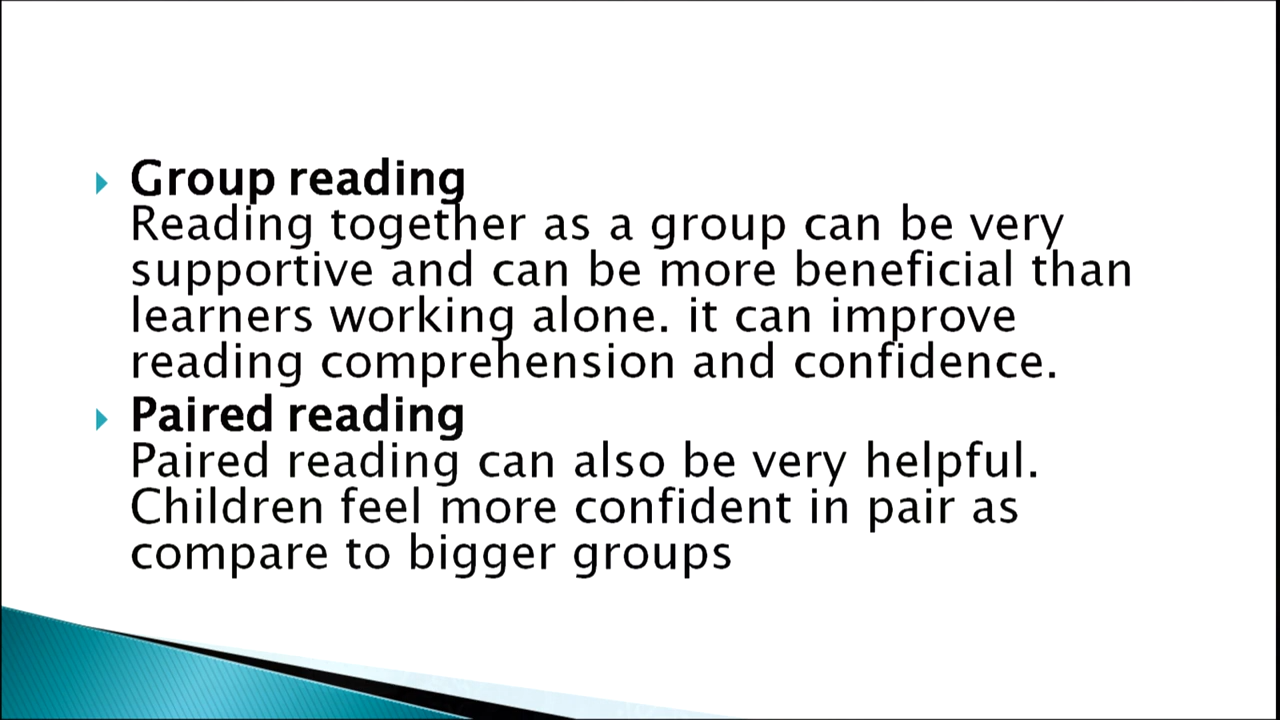 Group reading
Reading together as a group can be very
supportive and can be more beneficial than
learners working alone. it can improve
reading comprehension and confidence.
Paired reading
Paired reading can also be very helpful.
Children feel more confident in pair as
compare to bigger groups